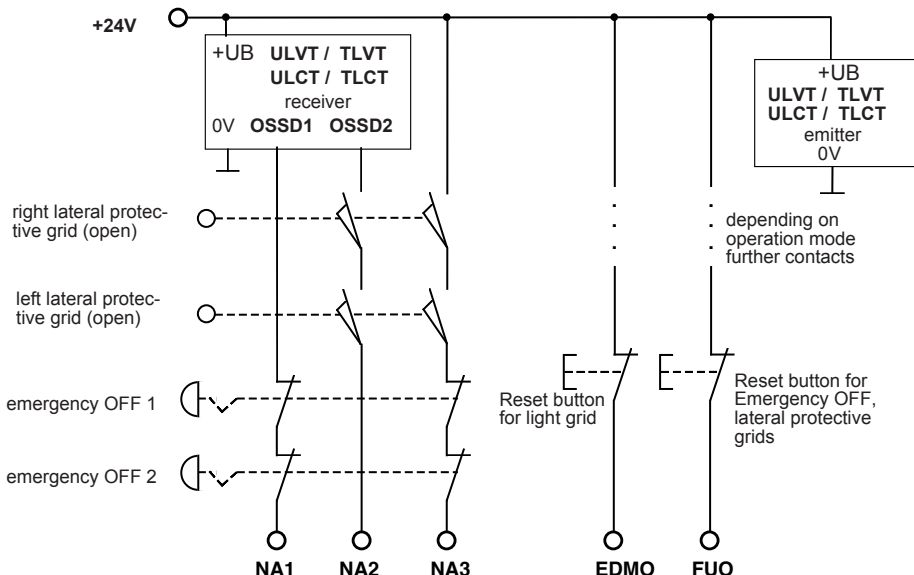 +24V
+UB ULVT / TLVT
ULCT / TLCT
receiver
0V OSSD1 OSSD2
+UB
ULVT / TLVT
ULCT / TLCT
emitter
0V
right lateral protec-
tive grid (open)
depending on
operation mode
further contacts
left lateral protec-
tive grid (open)
emergency OFF 1
Reset button
for light grid
Reset button for
Emergency OFF,
lateral protective
grids
emergency OFF 2
NA1 NA2 NA3 EDMO FUO